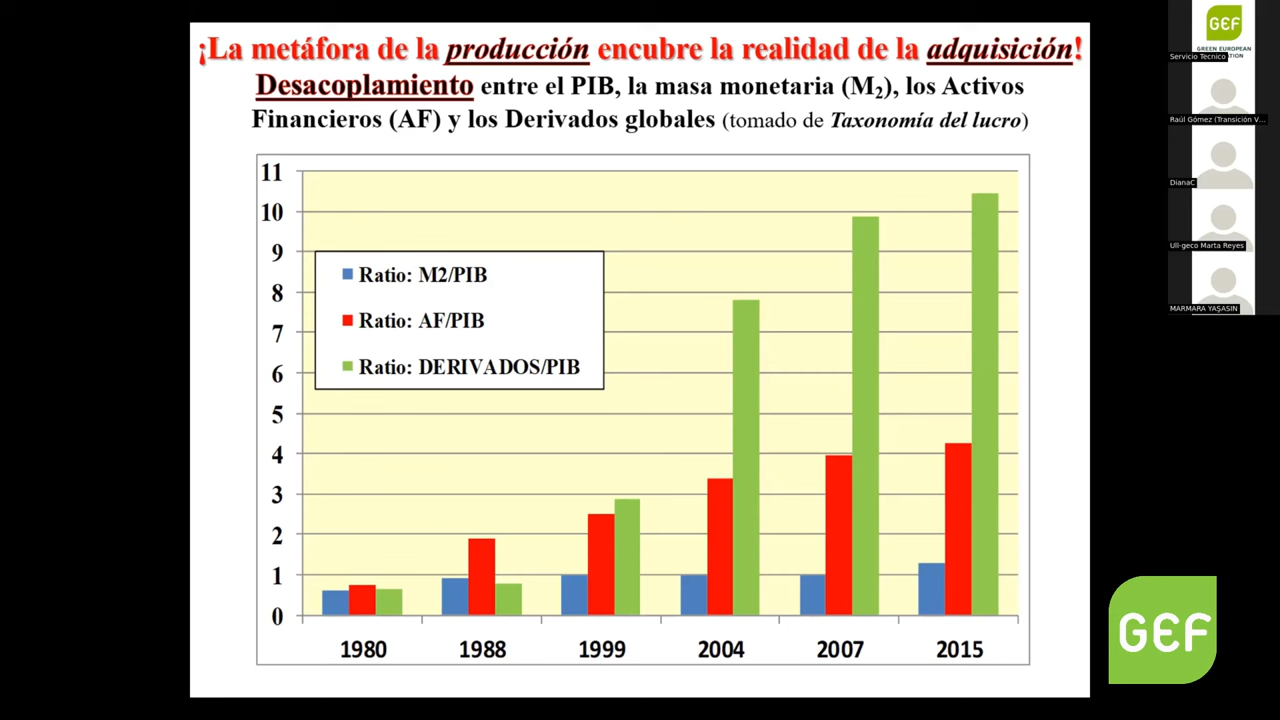 ¡La metáfora de la producción encubre la realidad de la adquisición!
Desacoplamiento entre el PIB, la masa monetaria (M₂), los Activos
Financieros (AF) y los Derivados globales (tomado de Taxonomía del lucro)
11
10
9
8
7
6
5
4
3
2
1
0
Ratio: M2/PIB
Ratio: AF/PIB
Ratio: DERIVADOS/PIB
1980 1988 1999 2004 2007 2015
GEF
GREEN EUROPEAN
Servicio Tecnico
Raúl Gómez (Transición V...
DianaC
Ull-geco Marta Reyes
MARMARA YAŞASIN
GEF